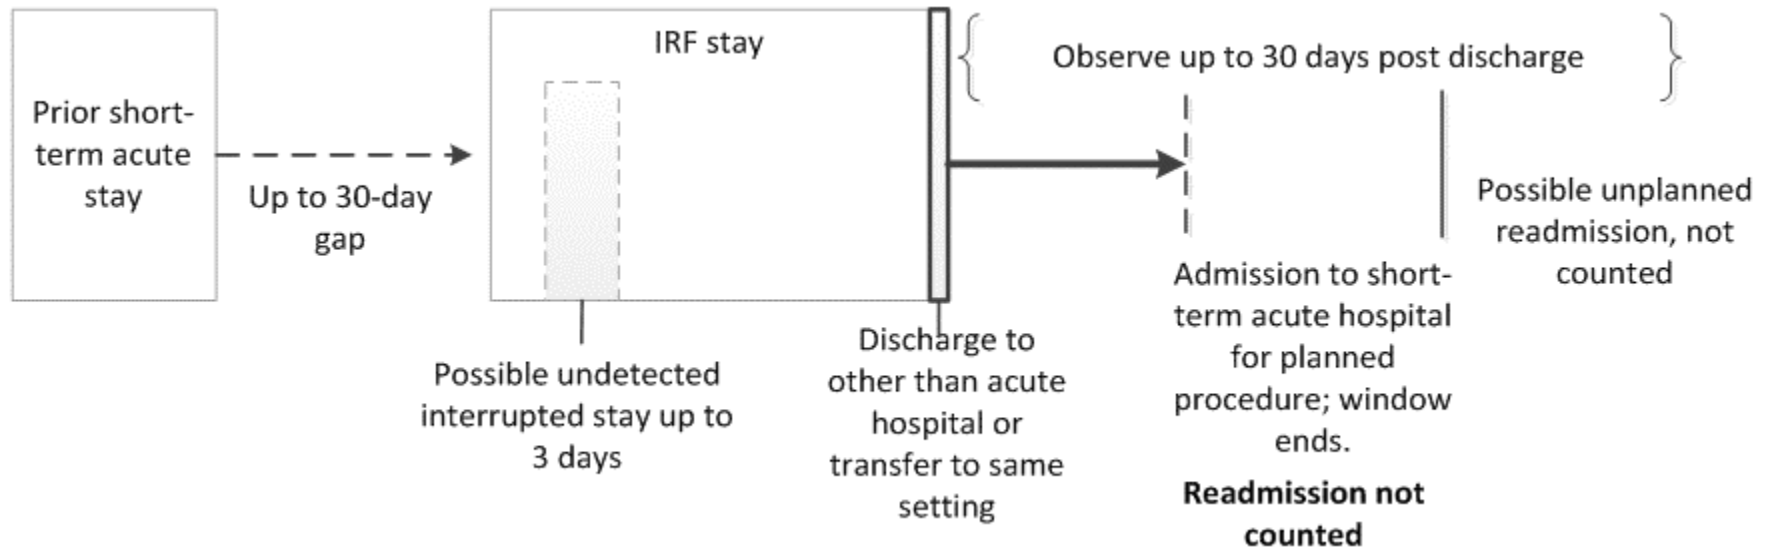 Prior short-
term acute
stay
Up to 30-day
gap
IRF stay
Possible undetected
interrupted stay up to
3 days
Discharge to
other than acute
hospital or
transfer to same
setting
Observe up to 30 days post discharge
Admission to short-
term acute hospital
for planned
procedure; window
ends.
Readmission not
counted
Possible unplanned
readmission, not
counted